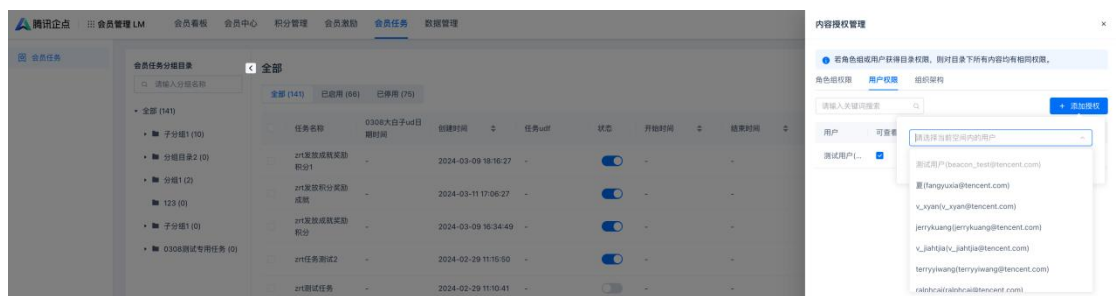 腾讯企点 会员管理 LM 会员看板 会员中心 积分管理 会员激励 会员任务 数据管理
会员任务
会员任务分组目录
请输入分组名称
全部 (141)
子分组1 (10)
分组目录2 (0)
分组1 (2)
123 (0)
子分组1 (0)
0308测试专用任务 (0)
全部
全部 (141) 已启用 (66) 已停用 (75)
任务名称 0308大白子ud日期时间 创建时间 任务udf 状态 开始时间 结束时间
zrt发放成就奖励积分1 - 2024-03-09 18:16:27 - - -
zrt发放积分奖励成就 - 2024-03-11 17:06:27 - - -
zrt发放成就奖励积分 - 2024-03-09 16:34:49 - - -
zrt任务测试2 - 2024-02-29 11:15:50 - - -
zrt测试任务 - 2024-02-29 11:10:41 - - -
内容授权管理 ×
若角色组或用户获得目录权限，则对目录下所有内容均有相同权限。
角色组权限 用户权限 组织架构
请输入关键词搜索 + 添加授权
用户 可查看
测试用户(...
请选择当前空间内的用户
测试用户(beacon_test@tencent.com)
夏(fangyuxia@tencent.com)
v_xyan(v_xyan@tencent.com)
jerrykuang(jerrykuang@tencent.com)
v_jiahtjia(v_jiahtjia@tencent.com)
terryyiwang(terryyiwang@tencent.com)
ralphcai(ralphcai@tencent.com)